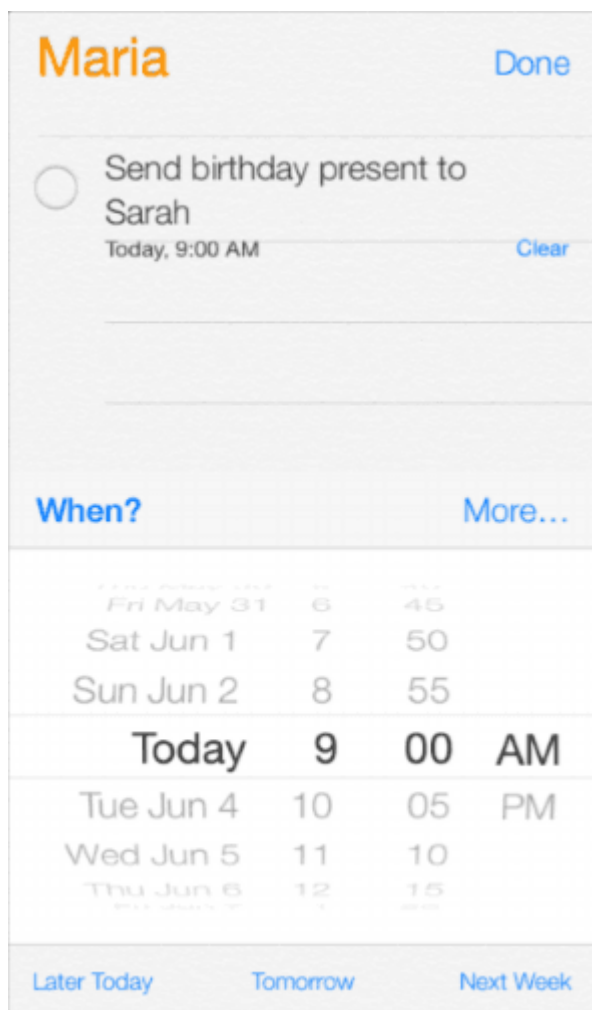 Maria Done
Send birthday present to
Sarah
Today, 9:00 AM Clear
When? More...
Fri May 31 6 45
Sat Jun 1 7 50
Sun Jun 2 8 55
Today 9 00 AM
Tue Jun 4 10 05 PM
Wed Jun 5 11 10
Thu Jun 6 12 15
Later Today Tomorrow Next Week